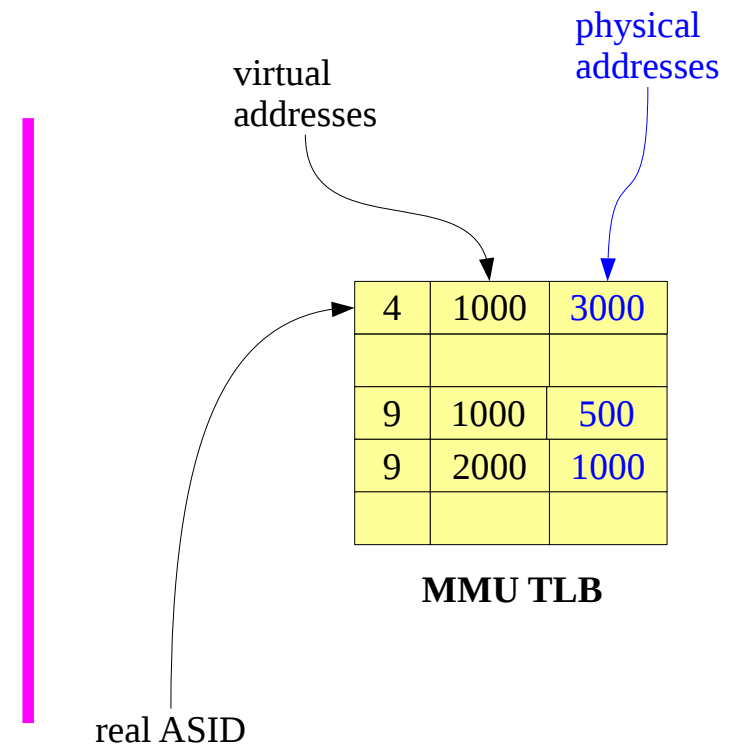 physical
addresses
virtual
addresses
4 1000 3000
9 1000 500
9 2000 1000
MMU TLB
real ASID